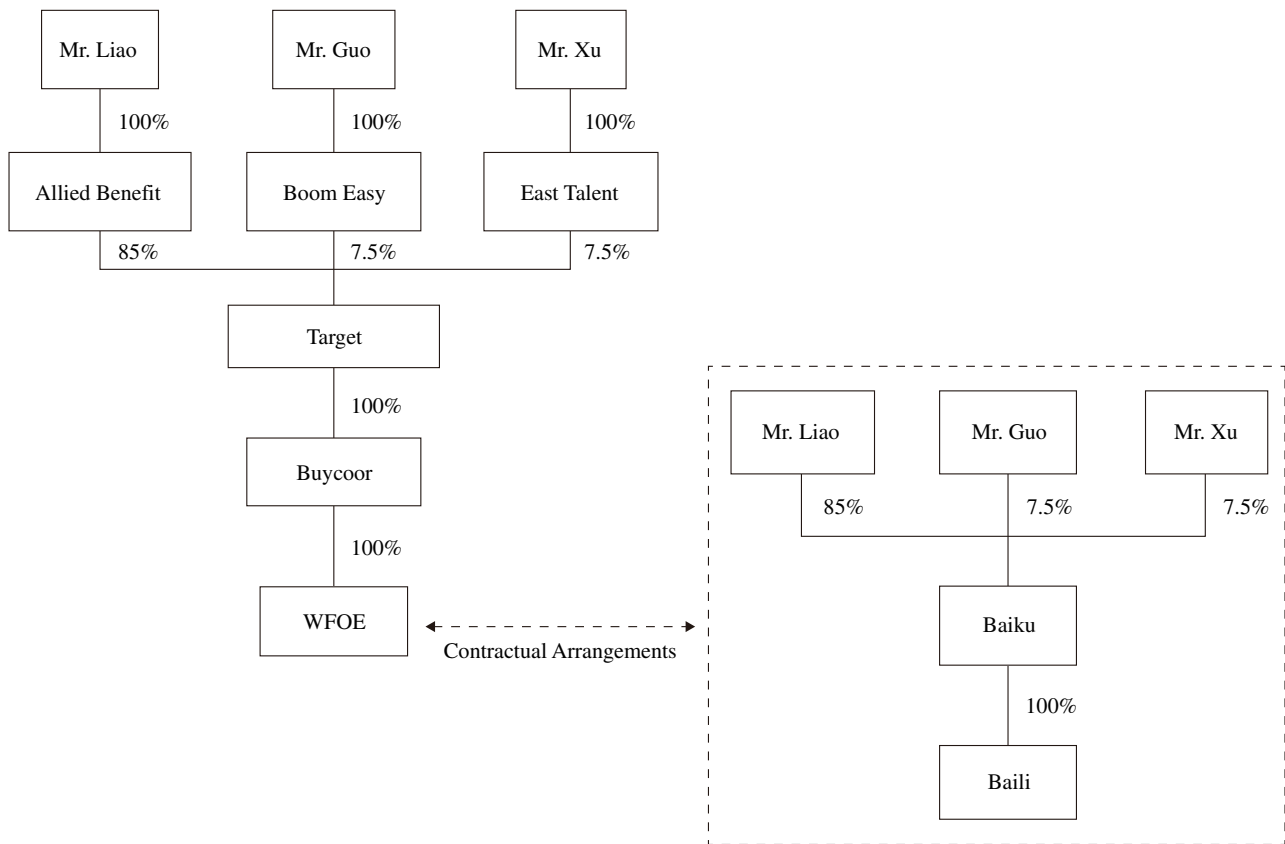 Mr. Liao
Mr. Guo
Mr. Xu
100%
100%
100%
Allied Benefit
Boom Easy
East Talent
85%
7.5%
7.5%
Target
100%
Buycoor
100%
WFOE
Contractual Arrangements
Mr. Liao
Mr. Guo
Mr. Xu
85%
7.5%
7.5%
Baiku
100%
Baili